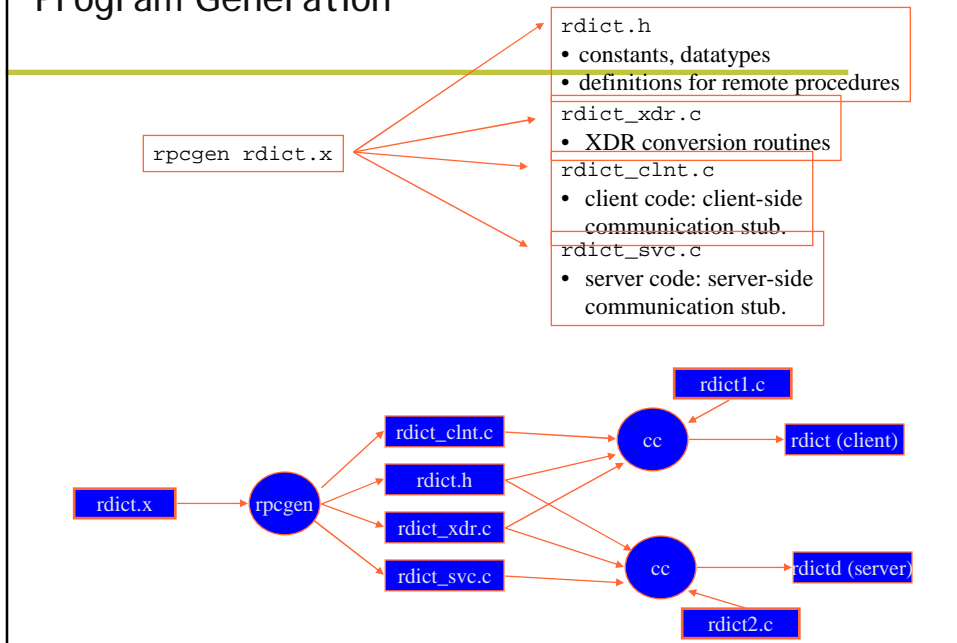 Program Generation
rdict.h
• constants, datatypes
• definitions for remote procedures
rdict_xdr.c
• XDR conversion routines
rpcgen rdict.x
rdict_clnt.c
• client code: client-side
communication stub.
rdict_svc.c
• server code: server-side
communication stub.
rdict1.c
rdict_clnt.c
cc
rdict (client)
rdict.h
rdict.x
rpcgen
rdict_xdr.c
rdict_svc.c
cc
rdictd (server)
rdict2.c